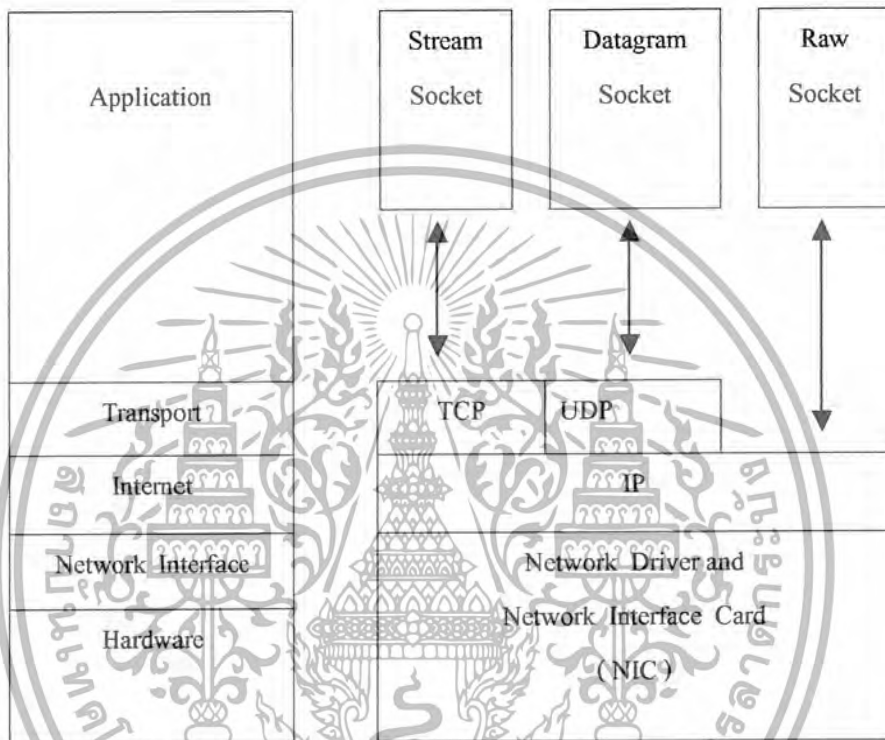 Application
Transport
Internet
Network Interface
Hardware
Stream
Socket
Datagram
Socket
Raw
Socket
TCP
UDP
IP
Network Driver and
Network Interface Card
( NIC )